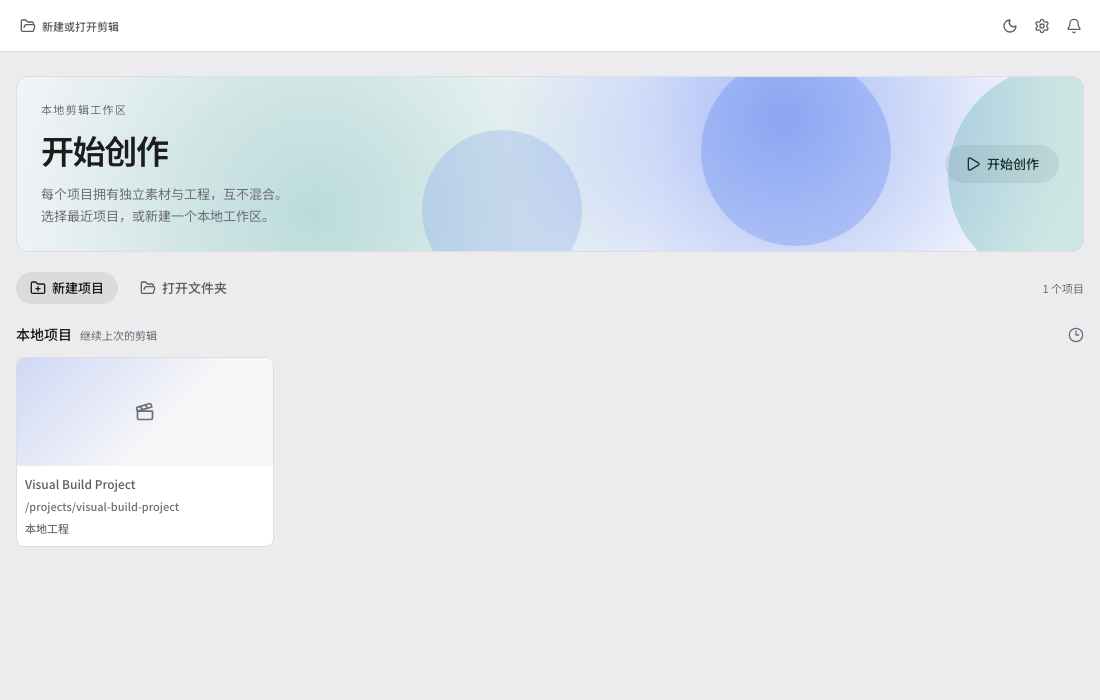 新建或打开剪辑
本地剪辑工作区
开始创作
每个项目拥有独立素材与工程，互不混合。
选择最近项目，或新建一个本地工作区。
开始创作
新建项目
打开文件夹
1 个项目
本地项目 继续上次的剪辑
Visual Build Project
/projects/visual-build-project
本地工程